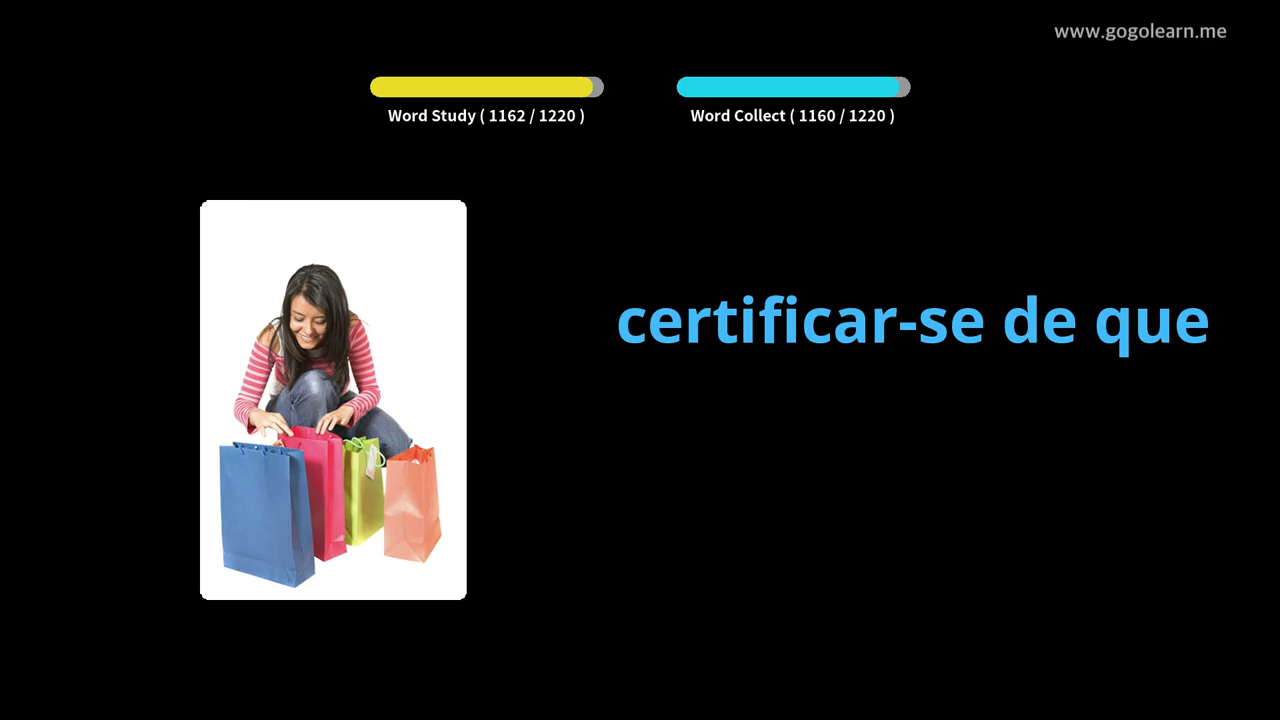 www.gogolearn.me
Word Study ( 1162 / 1220 )
Word Collect ( 1160 / 1220 )
certificar-se de que